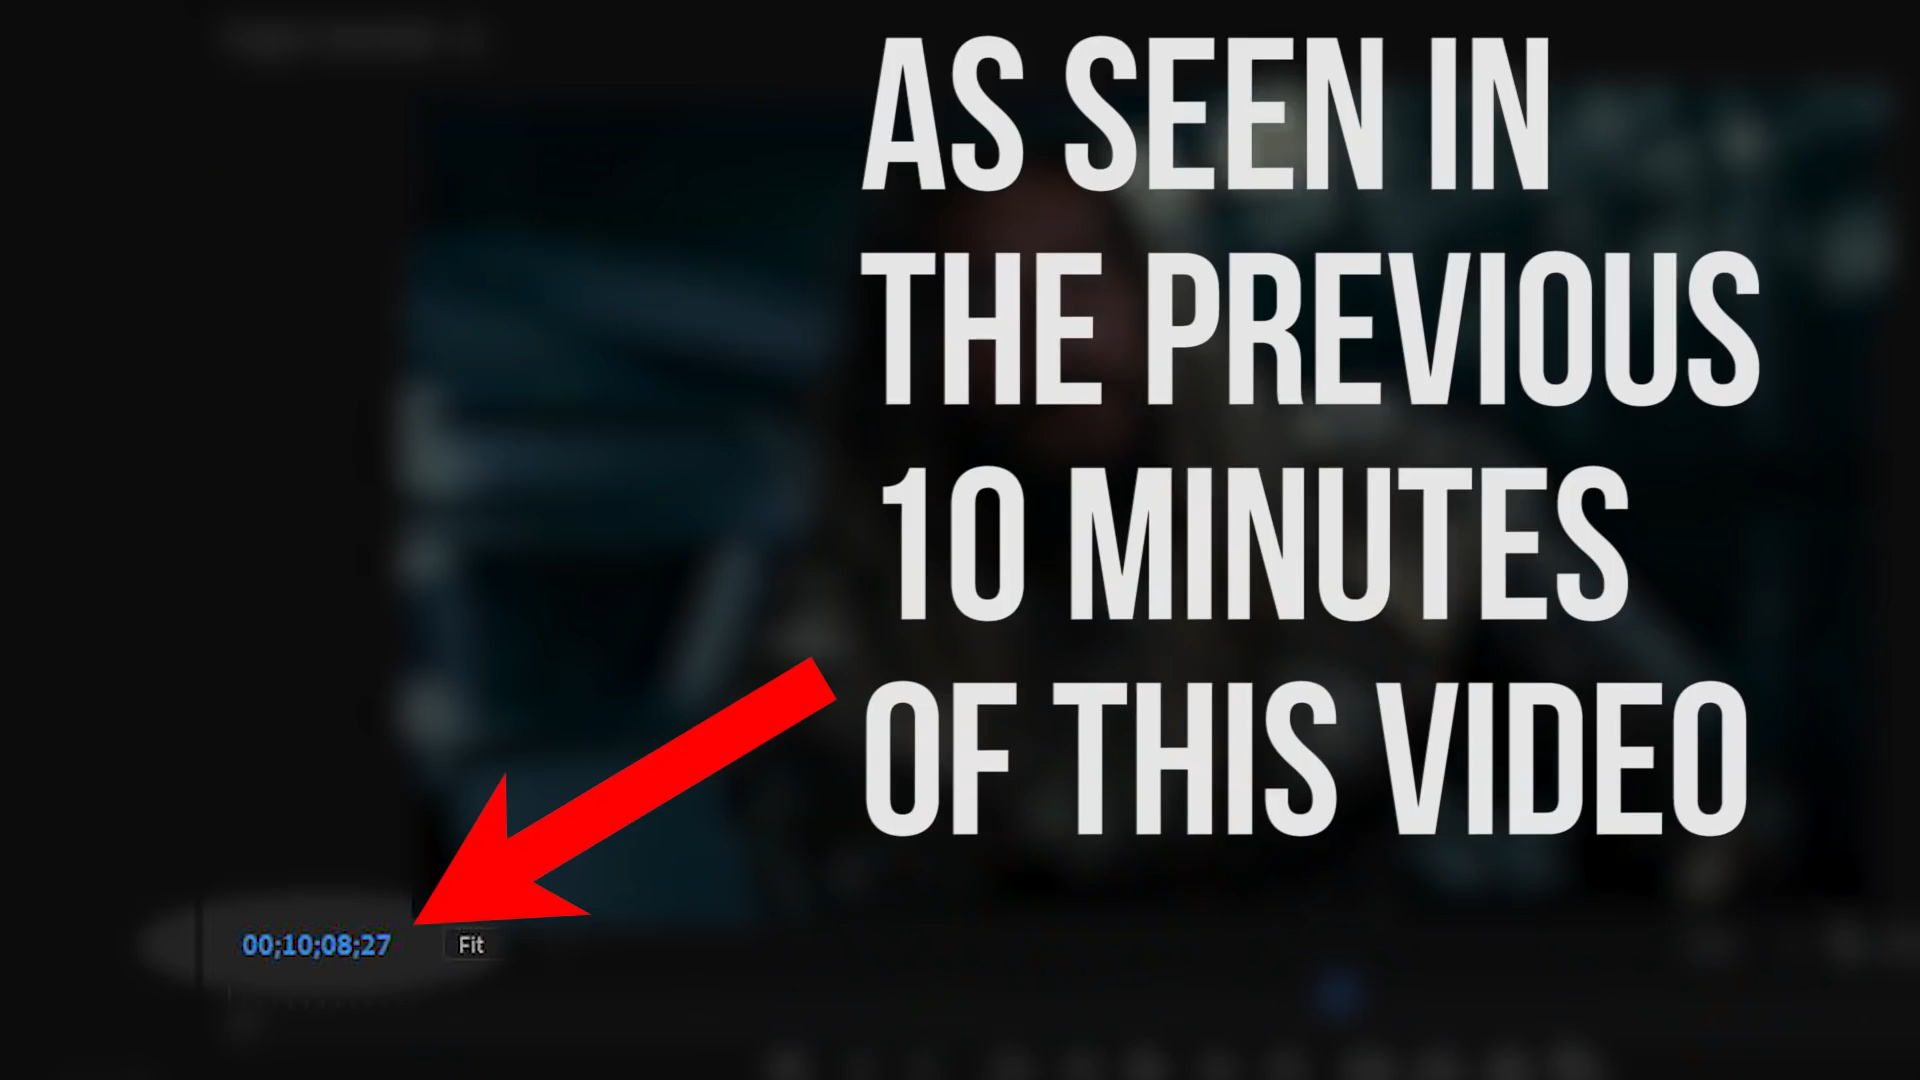 AS SEEN IN
THE PREVIOUS
10 MINUTES
OF THIS VIDEO
00;10;08;27 Fit